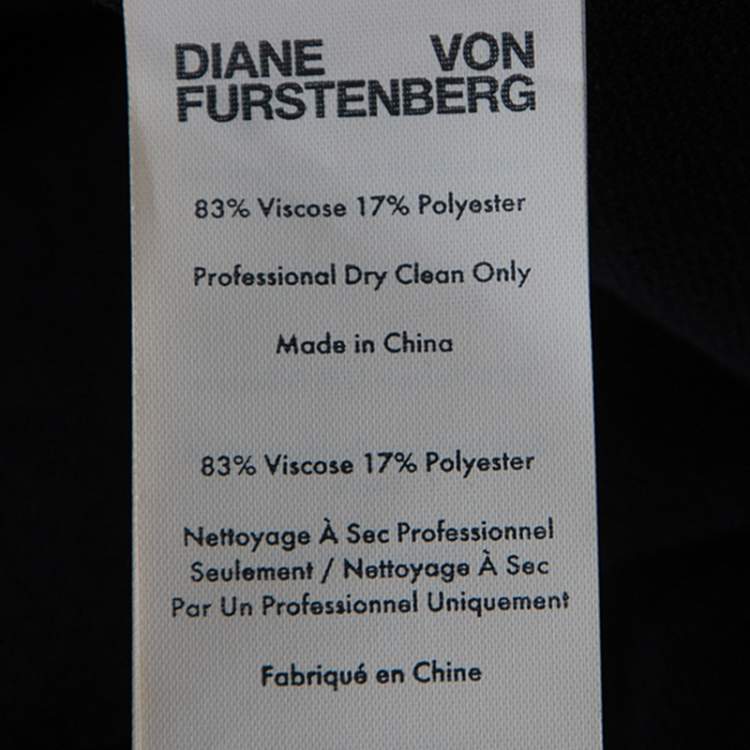 DIANE VON
FURSTENBERG
83% Viscose 17% Polyester
Professional Dry Clean Only
Made in China
83% Viscose 17% Polyester
Nettoyage À Sec Professionnel
Seulement / Nettoyage À Sec
Par Un Professionnel Uniquement
Fabriqué en Chine